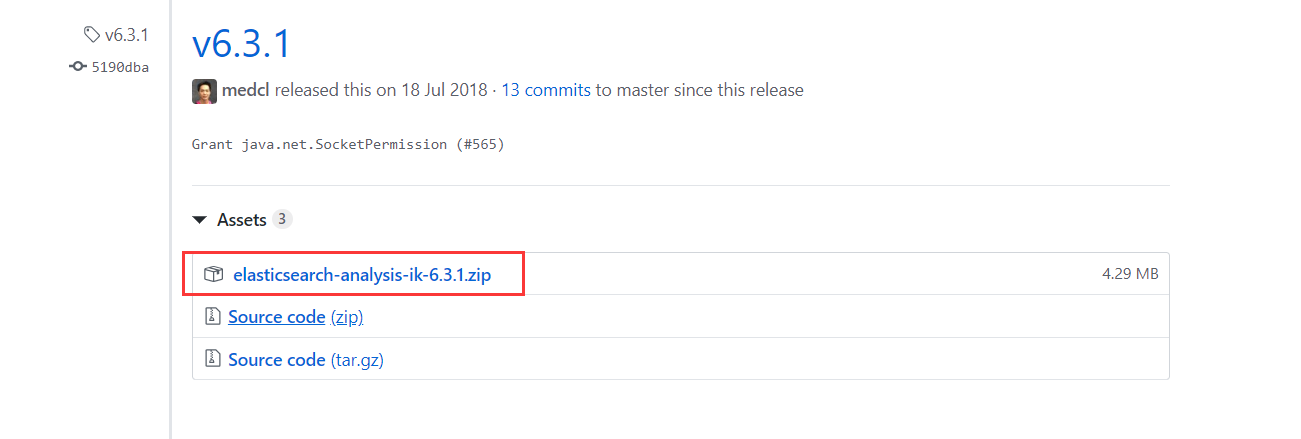 v6.3.1
5190dba
v6.3.1
medcl released this on 18 Jul 2018 · 13 commits to master since this release
Grant java.net.SocketPermission (#565)
Assets 3
elasticsearch-analysis-ik-6.3.1.zip 4.29 MB
Source code (zip)
Source code (tar.gz)